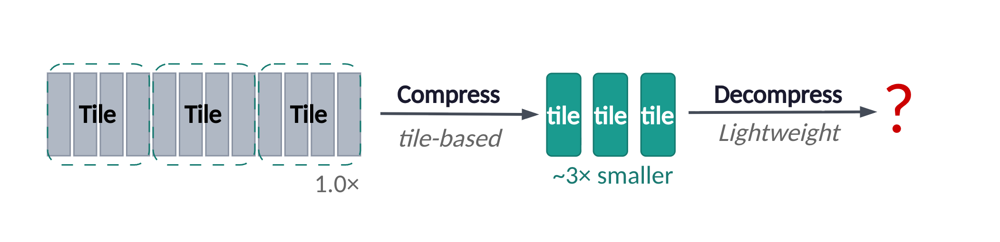 Tile Tile Tile
1.0×
Compress
tile-based
tile tile tile
~3× smaller
Decompress
Lightweight
?